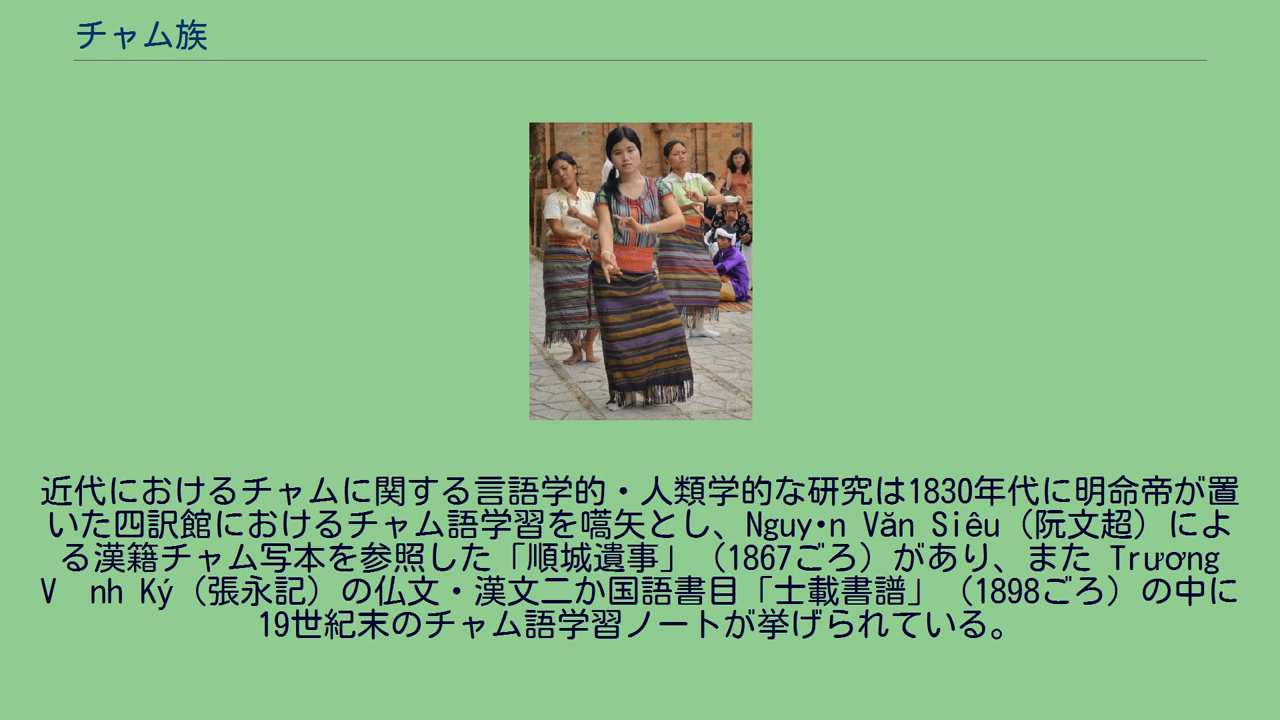 チャム族
近代におけるチャムに関する言語学的・人類学的な研究は1830年代に明命帝が置
いた四訳館におけるチャム語学習を嚆矢とし、Nguy•n Văn Siêu（阮文超）によ
る漢籍チャム写本を参照した「順城遺事」（1867ごろ）があり、また Trương
V nh Ký（張永記）の仏文・漢文二か国語書目「士載書譜」（1898ごろ）の中に
19世紀末のチャム語学習ノートが挙げられている。